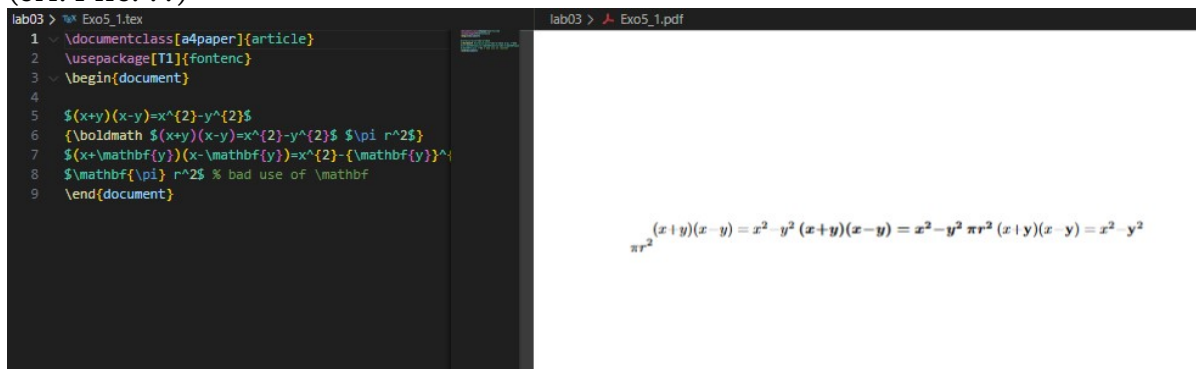 lab03 > TeX Exo5_1.tex
1 \documentclass[a4paper]{article}
2 \usepackage[T1]{fontenc}
3 \begin{document}
4
5 $(x+y)(x-y)=x^{2}-y^{2}$
6 {\boldmath $(x+y)(x-y)=x^{2}-y^{2}$ $\pi r^2$}
7 $(x+\mathbf{y})(x-\mathbf{y})=x^{2}-{\mathbf{y}}^{
8 $\mathbf{\pi} r^2$ % bad use of \mathbf
9 \end{document}
lab03 > Exo5_1.pdf
(x+y)(x−y) = x² − y² (x+y)(x−y) = x² − y² πr² (x+y)(x−y) = x² − y²
πr²